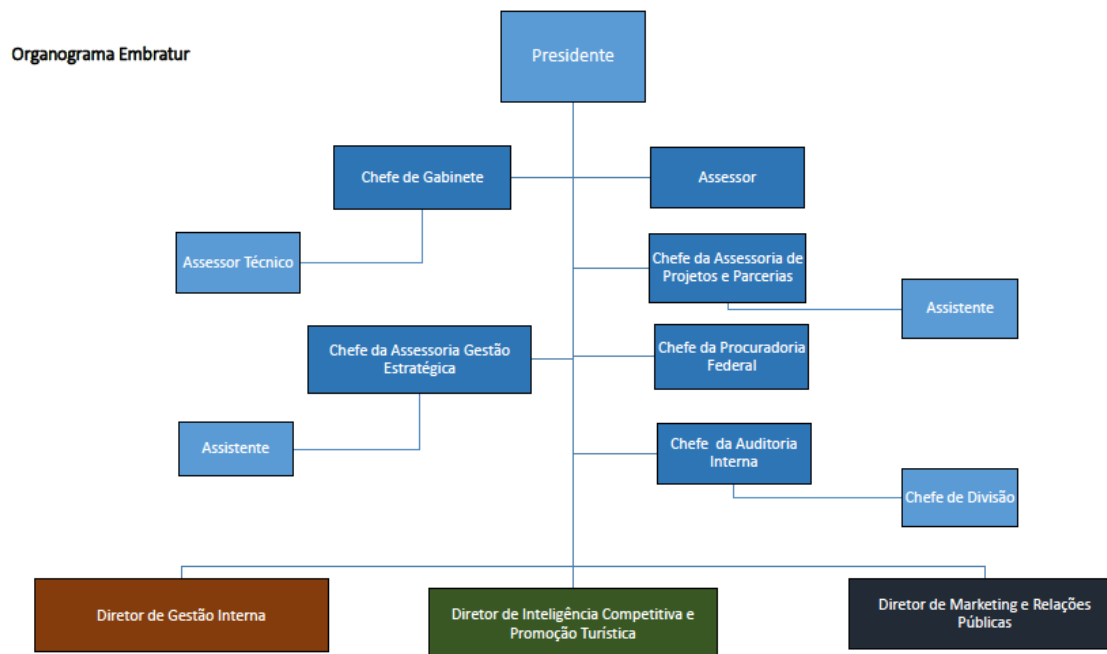 Organograma Embratur
Presidente
Chefe de Gabinete
Assessor
Assessor Técnico
Chefe da Assessoria de
Projetos e Parcerias
Assistente
Chefe da Assessoria Gestão
Estratégica
Chefe da Procuradoria
Federal
Assistente
Chefe da Auditoria
Interna
Chefe de Divisão
Diretor de Gestão Interna
Diretor de Inteligência Competitiva e
Promoção Turística
Diretor de Marketing e Relações
Públicas